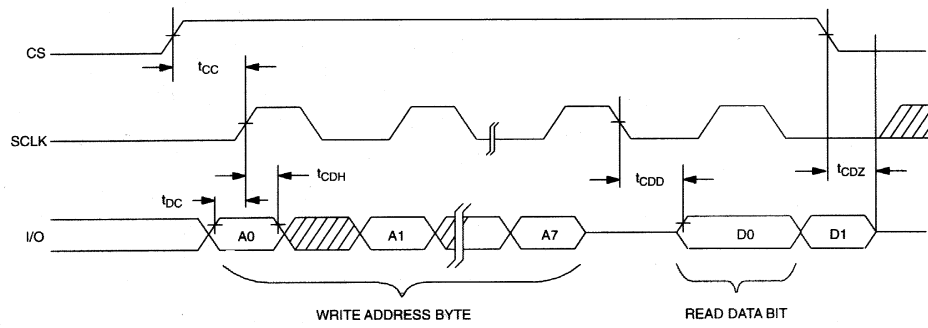 CS
tCC
SCLK
tCDH
tCDD
tCDZ
tDC
I/O
A0
A1
A7
D0
D1
WRITE ADDRESS BYTE
READ DATA BIT